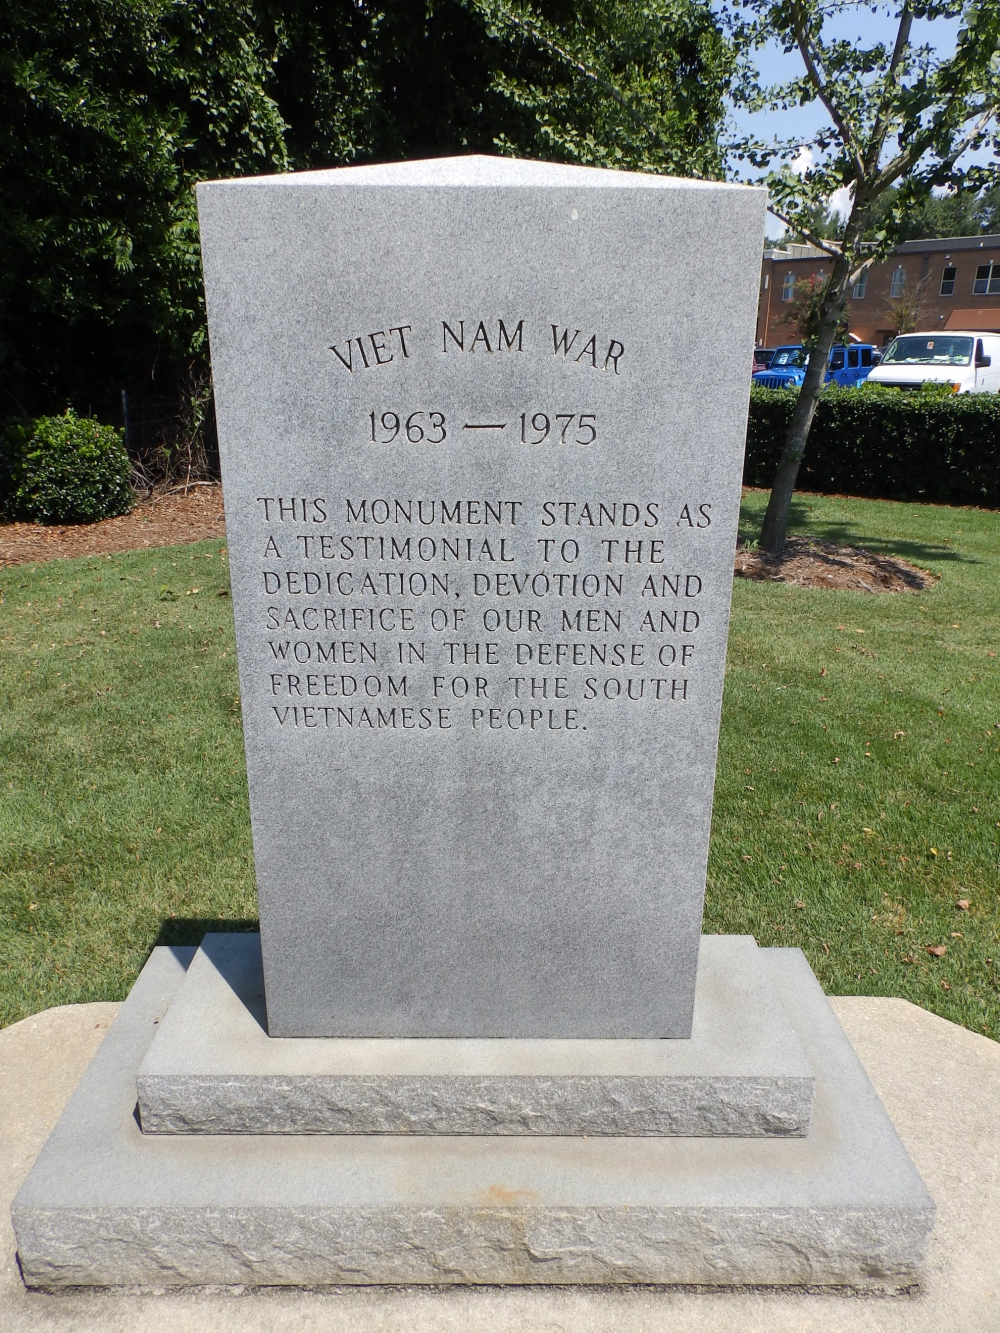 VIET NAM WAR
1963 — 1975
THIS MONUMENT STANDS AS
A TESTIMONIAL TO THE
DEDICATION, DEVOTION AND
SACRIFICE OF OUR MEN AND
WOMEN IN THE DEFENSE OF
FREEDOM FOR THE SOUTH
VIETNAMESE PEOPLE.